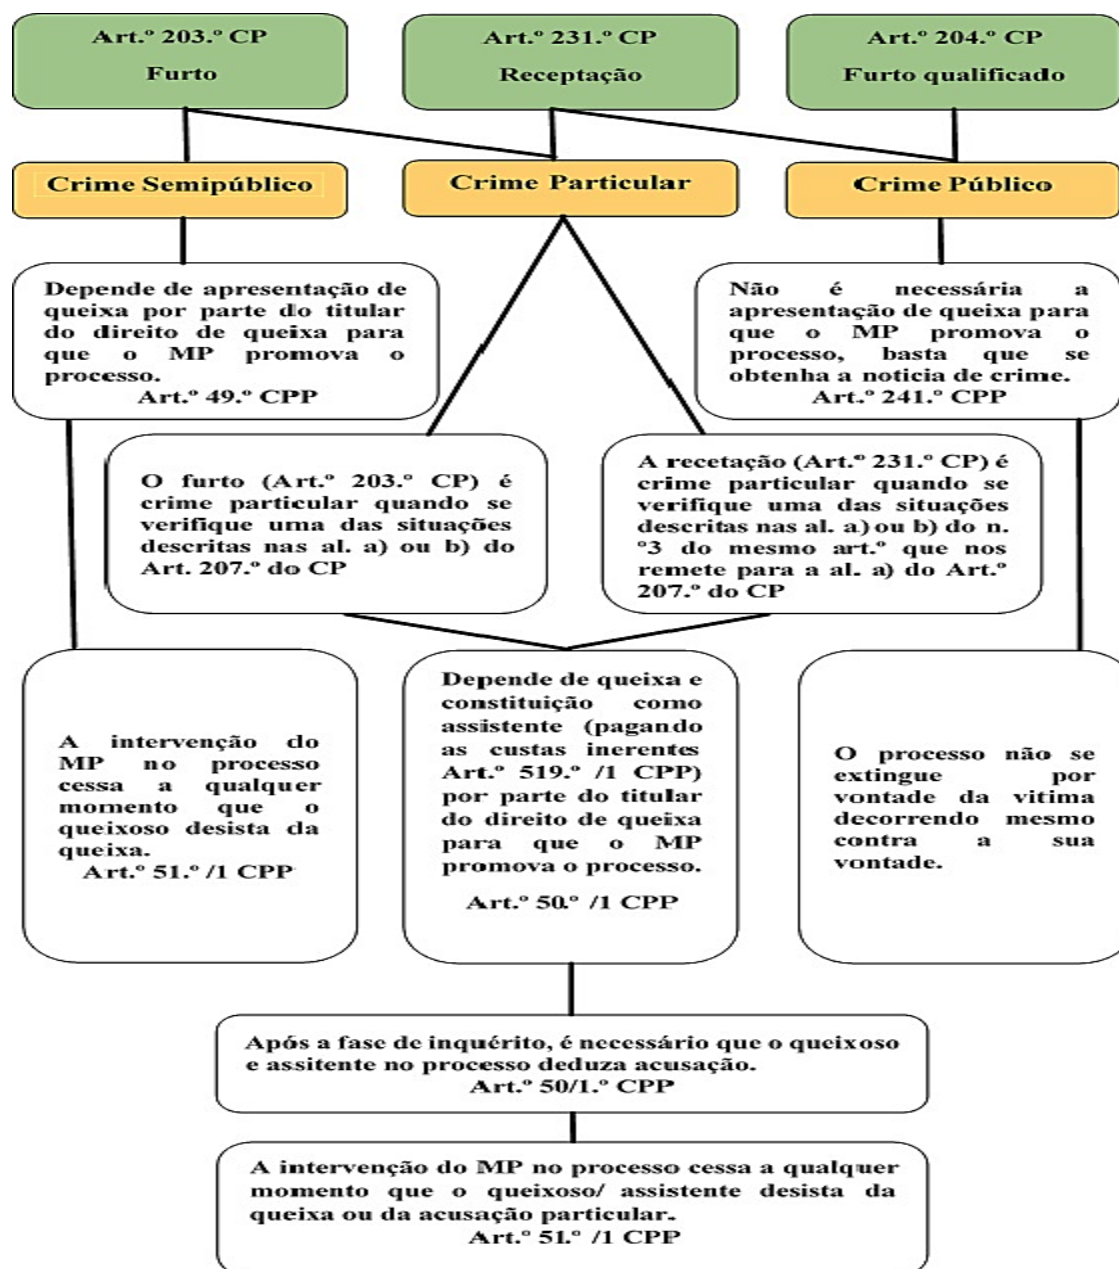 Art.º 203.º CP
Furto
Art.º 231.º CP
Receptação
Art.º 204.º CP
Furto qualificado
Crime Semipúblico
Crime Particular
Crime Público
Depende de apresentação de
queixa por parte do titular
do direito de queixa para
que o MP promova o
processo.
Art.º 49.º CPP
Não é necessária a
apresentação de queixa para
que o MP promova o
processo, basta que se
obtenha a noticia de crime.
Art.º 241.º CPP
O furto (Art.º 203.º CP) é
crime particular quando se
verifique uma das situações
descritas nas al. a) ou b) do
Art. 207.º do CP
A recetação (Art.º 231.º CP) é
crime particular quando se
verifique uma das situações
descritas nas al. a) ou b) do n.
º3 do mesmo art.º que nos
remete para a al. a) do Art.º
207.º do CP
A intervenção do
MP no processo
cessa a qualquer
momento que o
queixoso desista da
queixa.
Art.º 51.º /1 CPP
Depende de queixa e
constituição como
assistente (pagando
as custas inerentes
Art.º 519.º /1 CPP)
por parte do titular
do direito de queixa
para que o MP
promova o processo.
Art.º 50.º /1 CPP
O processo não se
extingue por
vontade da vitima
decorrendo mesmo
contra a sua
vontade.
Após a fase de inquérito, é necessário que o queixoso
e assitente no processo deduza acusação.
Art.º 50/1.º CPP
A intervenção do MP no processo cessa a qualquer
momento que o queixoso/ assistente desista da
queixa ou da acusação particular.
Art.º 51.º /1 CPP